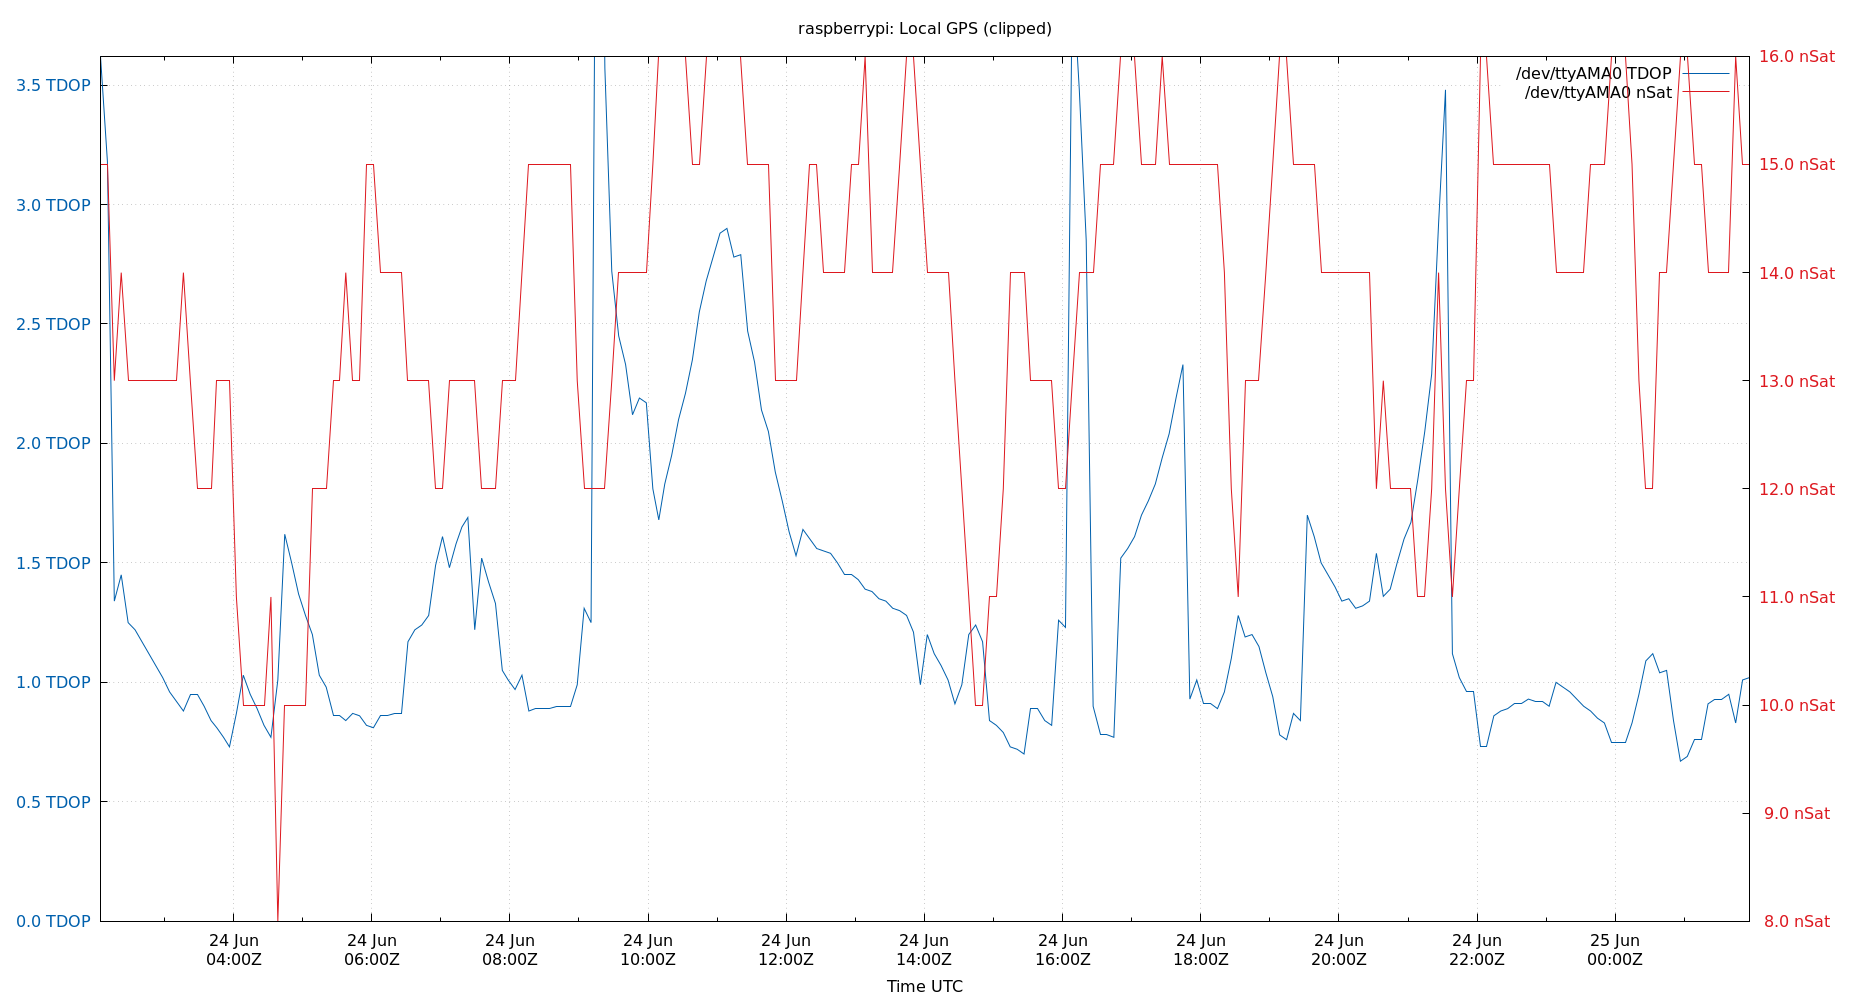 raspberrypi: Local GPS (clipped)
/dev/ttyAMA0 TDOP
/dev/ttyAMA0 nSat
3.5 TDOP
3.0 TDOP
2.5 TDOP
2.0 TDOP
1.5 TDOP
1.0 TDOP
0.5 TDOP
0.0 TDOP
16.0 nSat
15.0 nSat
14.0 nSat
13.0 nSat
12.0 nSat
11.0 nSat
10.0 nSat
9.0 nSat
8.0 nSat
24 Jun 24 Jun 24 Jun 24 Jun 24 Jun 24 Jun 24 Jun 24 Jun 24 Jun 24 Jun 25 Jun
04:00Z 06:00Z 08:00Z 10:00Z 12:00Z 14:00Z 16:00Z 18:00Z 20:00Z 22:00Z 00:00Z
Time UTC